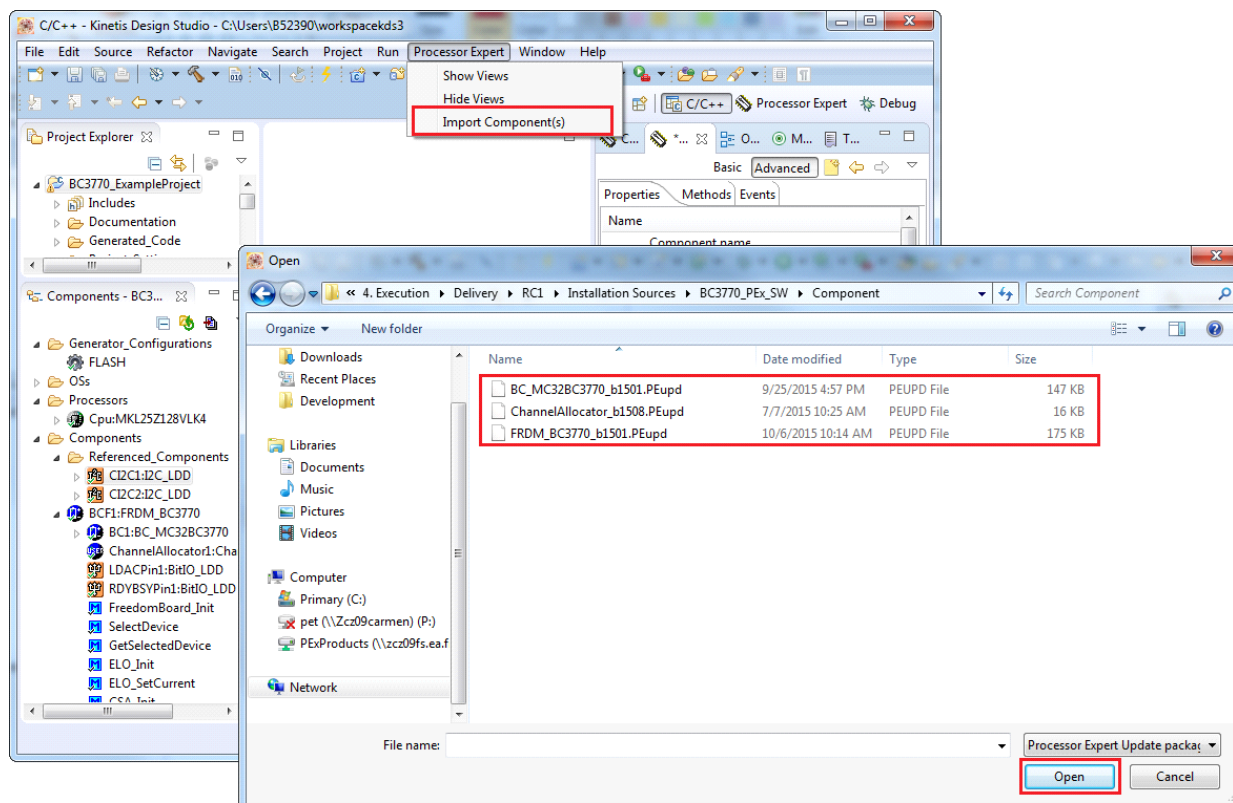 C/C++ - Kinetis Design Studio - C:\Users\B52390\workspacekds3
File Edit Source Refactor Navigate Search Project Run Processor Expert Window Help
Show Views
Hide Views
Import Component(s)
C/C++ Processor Expert Debug
Project Explorer
C... *... O... M... T...
Basic Advanced
BC3770_ExampleProject
Includes
Documentation
Generated_Code
Properties Methods Events
Name
Component name
Components - BC3...
Generator_Configurations
FLASH
OSs
Processors
Cpu:MKL25Z128VLK4
Components
Referenced_Components
CI2C1:I2C_LDD
CI2C2:I2C_LDD
BCF1:FRDM_BC3770
BC1:BC_MC32BC3770
ChannelAllocator1:Cha
LDACPin1:BitIO_LDD
RDYBSYPin1:BitIO_LDD
FreedomBoard_Init
SelectDevice
GetSelectedDevice
ELO_Init
ELO_SetCurrent
CSA_Init
Open
« 4. Execution Delivery RC1 Installation Sources BC3770_PEx_SW Component
Search Component
Organize New folder
Downloads
Recent Places
Development
Libraries
Documents
Music
Pictures
Videos
Computer
Primary (C:)
pet (\\Zcz09carmen) (P:)
PExProducts (\\zcz09fs.ea.f
Network
Name Date modified Type Size
BC_MC32BC3770_b1501.PEupd 9/25/2015 4:57 PM PEUPD File 147 KB
ChannelAllocator_b1508.PEupd 7/7/2015 10:25 AM PEUPD File 16 KB
FRDM_BC3770_b1501.PEupd 10/6/2015 10:14 AM PEUPD File 175 KB
File name:
Processor Expert Update packag
Open Cancel